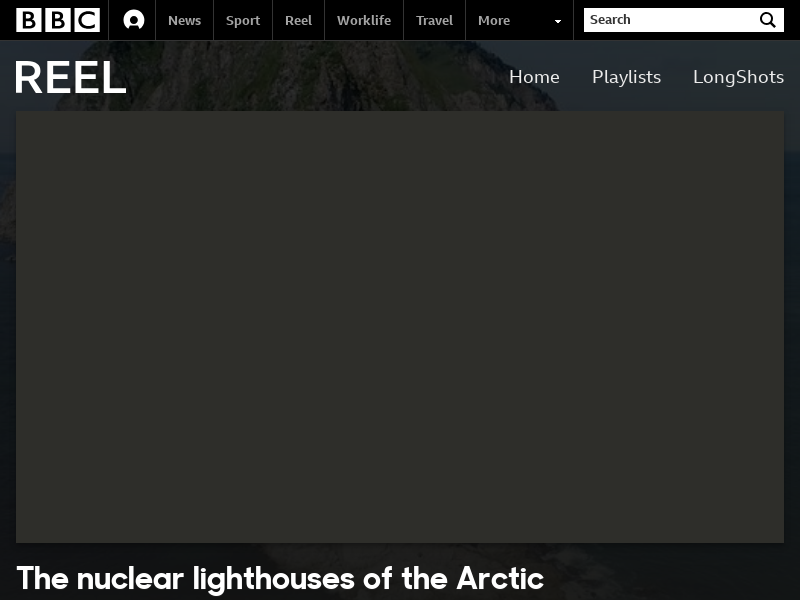 BBC News Sport Reel Worklife Travel More Search
REEL Home Playlists LongShots
The nuclear lighthouses of the Arctic